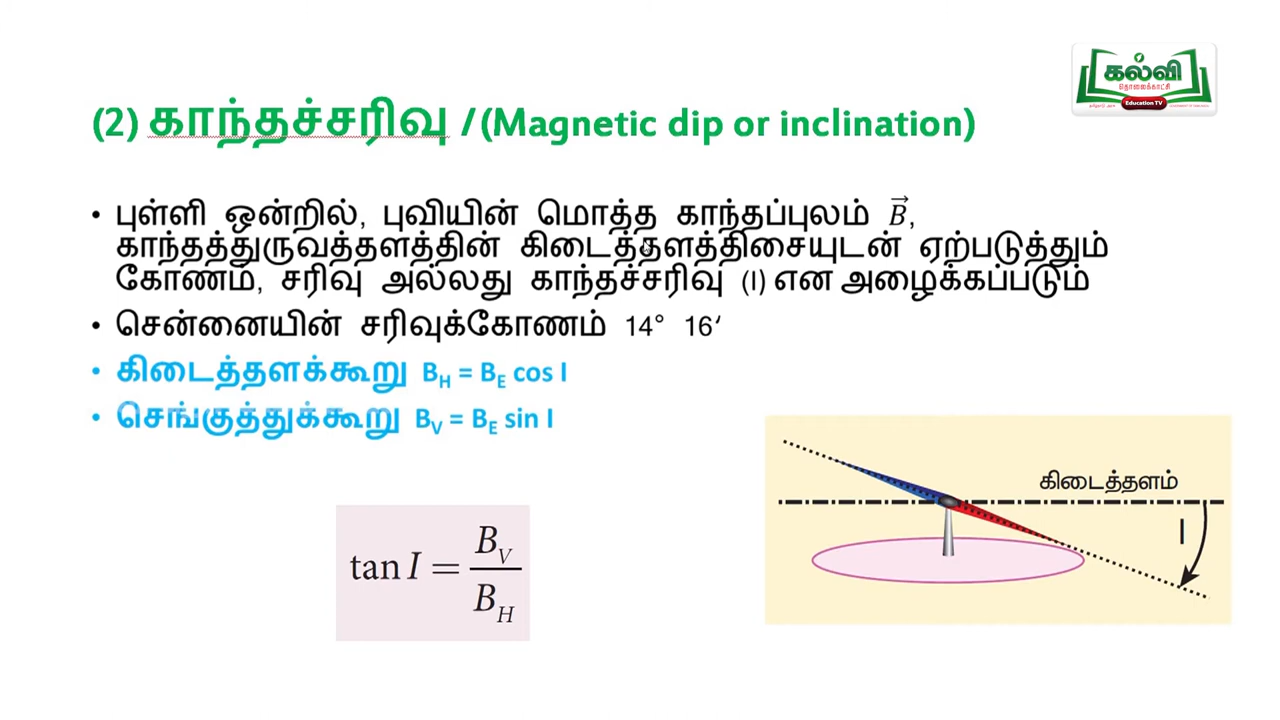 கல்வி
தொலைக்காட்சி
Education TV
(2) காந்தச்சரிவு /(Magnetic dip or inclination)
• புள்ளி ஒன்றில், புவியின் மொத்த காந்தப்புலம் B⃗,
காந்தத்துருவத்தளத்தின் கிடைத்தளத்திசையுடன் ஏற்படுத்தும்
கோணம், சரிவு அல்லது காந்தச்சரிவு (I) என அழைக்கப்படும்
• சென்னையின் சரிவுக்கோணம் 14° 16‘
• கிடைத்தளக்கூறு B_H = B_E cos I
• செங்குத்துக்கூறு B_V = B_E sin I
கிடைத்தளம்
I
tan I = B_V / B_H